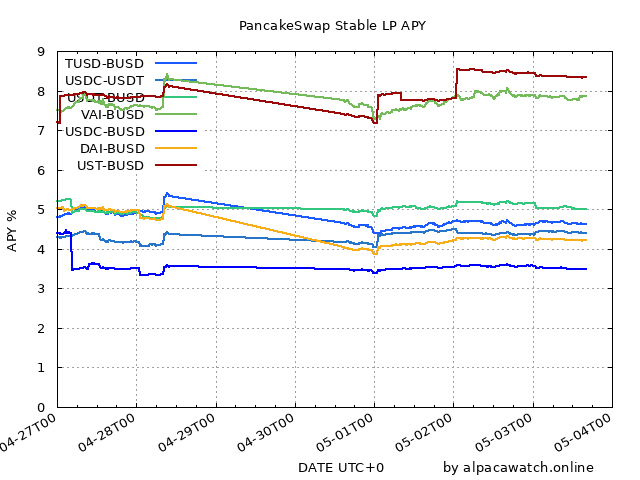 PancakeSwap Stable LP APY
9
8
7
6
5
4
3
2
1
0
APY %
TUSD-BUSD
USDC-USDT
USDT-BUSD
VAI-BUSD
USDC-BUSD
DAI-BUSD
UST-BUSD
04-27T00
04-28T00
04-29T00
04-30T00
05-01T00
05-02T00
05-03T00
05-04T00
DATE UTC+0
by alpacawatch.online